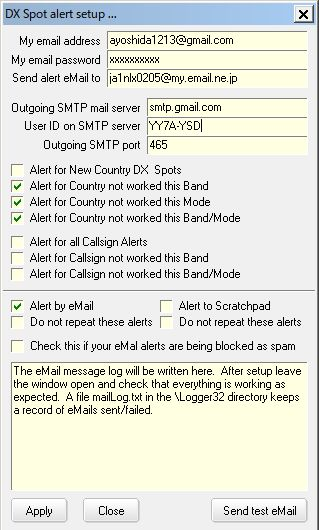 DX Spot alert setup ...
My email address ayoshida1213@gmail.com
My email password xxxxxxxxxx
Send alert eMail to ja1nlx0205@my.email.ne.jp
Outgoing SMTP mail server smtp.gmail.com
User ID on SMTP server YY7A-YSD
Outgoing SMTP port 465
Alert for New Country DX Spots
Alert for Country not worked this Band
Alert for Country not worked this Mode
Alert for Country not worked this Band/Mode
Alert for all Callsign Alerts
Alert for Callsign not worked this Band
Alert for Callsign not worked this Band/Mode
Alert by eMail Alert to Scratchpad
Do not repeat these alerts Do not repeat these alerts
Check this if your eMal alerts are being blocked as spam
The eMail message log will be written here. After setup leave
the window open and check that everything is working as
expected. A file mailLog.txt in the \Logger32 directory keeps
a record of eMails sent/failed.
Apply Close Send test eMail